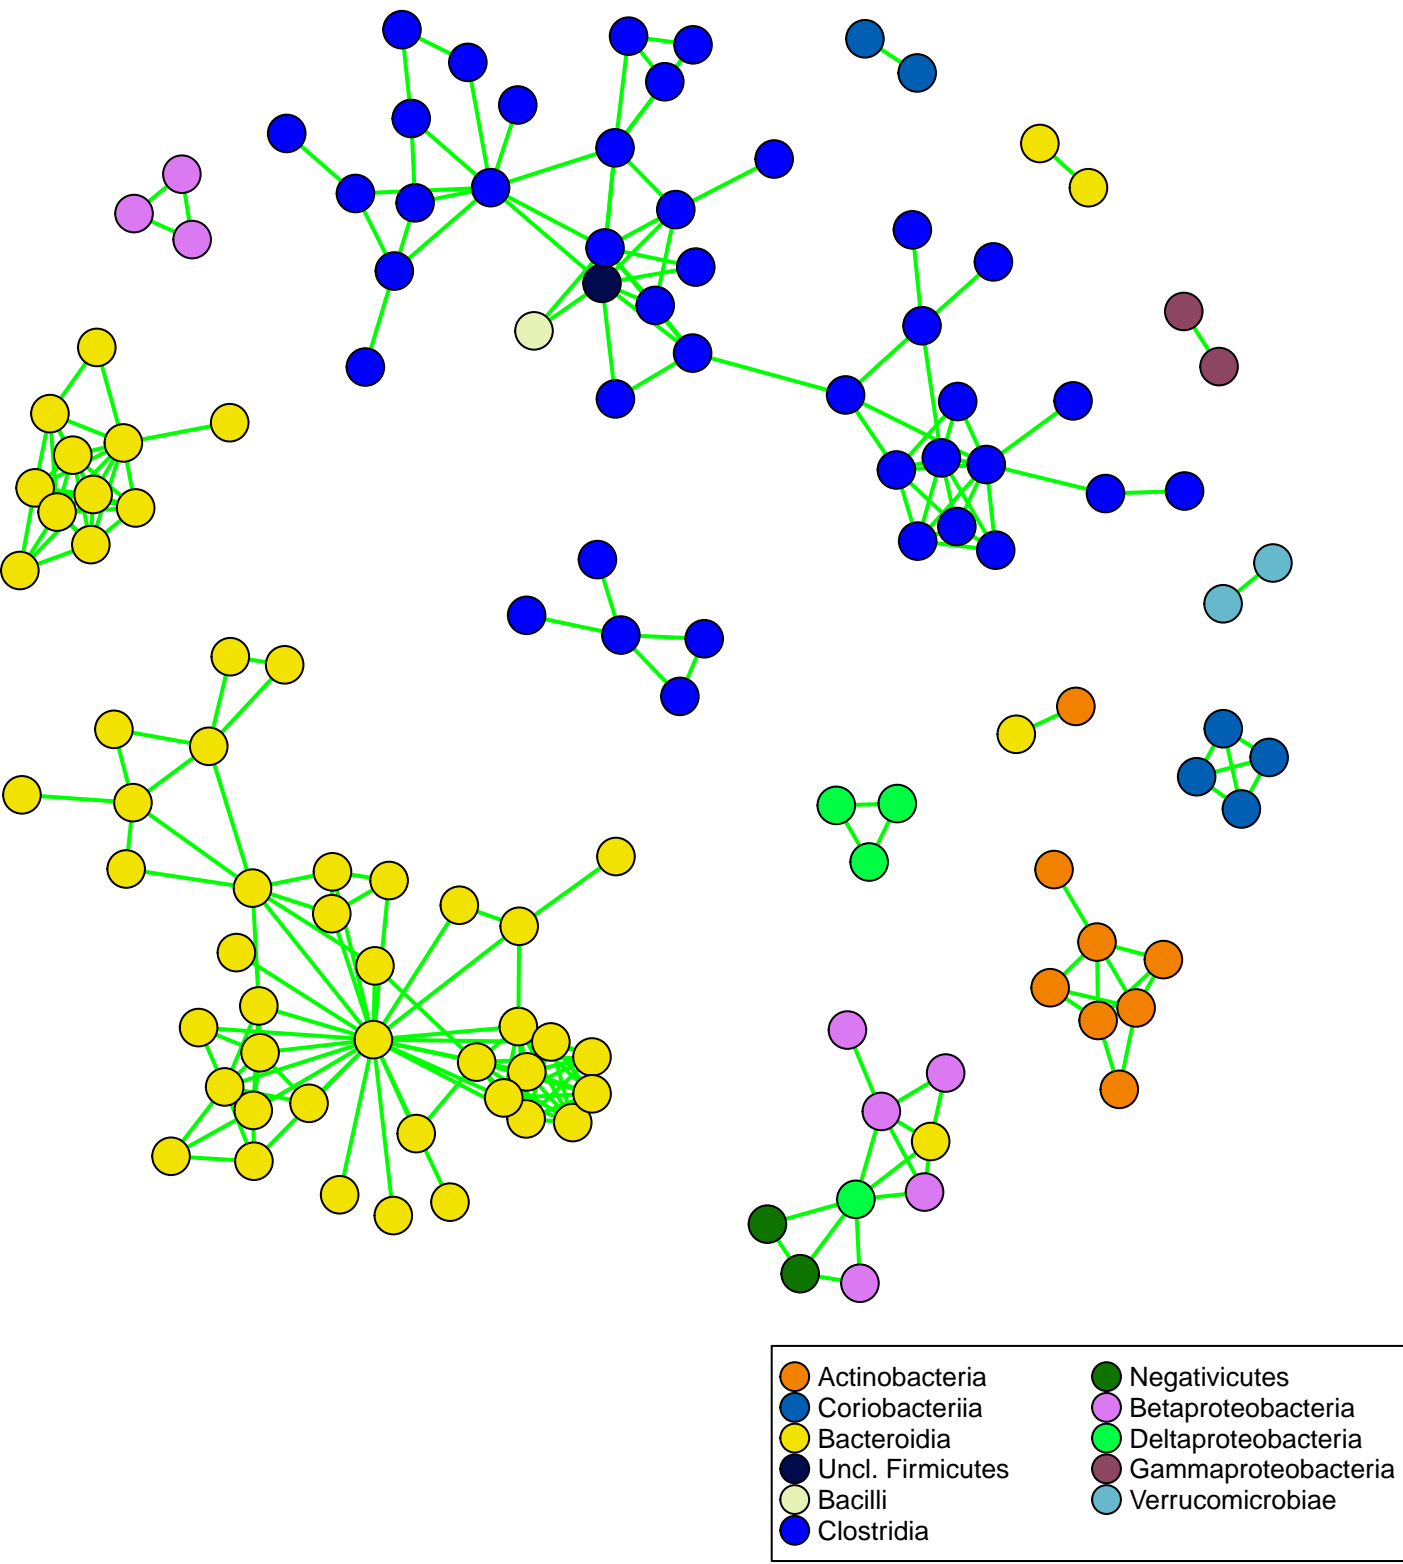 Actinobacteria
Coriobacteriia
Bacteroidia
Uncl. Firmicutes
Bacilli
Clostridia
Negativicutes
Betaproteobacteria
Deltaproteobacteria
Gammaproteobacteria
Verrucomicrobiae